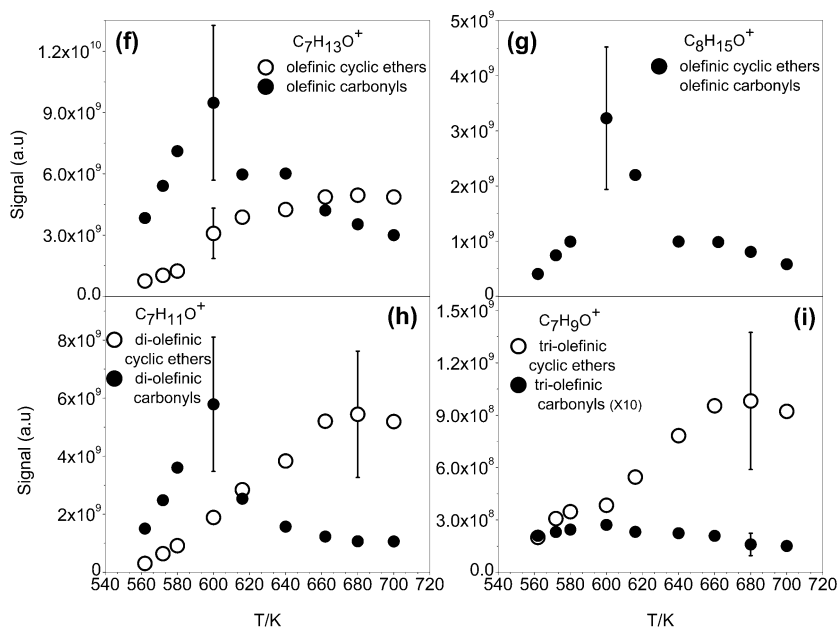 (f)
C7H13O+
olefinic cyclic ethers
olefinic carbonyls
1.2x10^10
9.0x10^9
6.0x10^9
3.0x10^9
0.0
Signal (a.u)
(g)
C8H15O+
olefinic cyclic ethers
olefinic carbonyls
5x10^9
4x10^9
3x10^9
2x10^9
1x10^9
0
C7H11O+
(h)
di-olefinic
cyclic ethers
di-olefinic
carbonyls
8x10^9
6x10^9
4x10^9
2x10^9
0
Signal (a.u)
540 560 580 600 620 640 660 680 700 720
T/K
C7H9O+
(i)
tri-olefinic
cyclic ethers
tri-olefinic
carbonyls (X10)
1.5x10^9
1.2x10^9
9.0x10^8
6.0x10^8
3.0x10^8
0.0
540 560 580 600 620 640 660 680 700 720
T/K